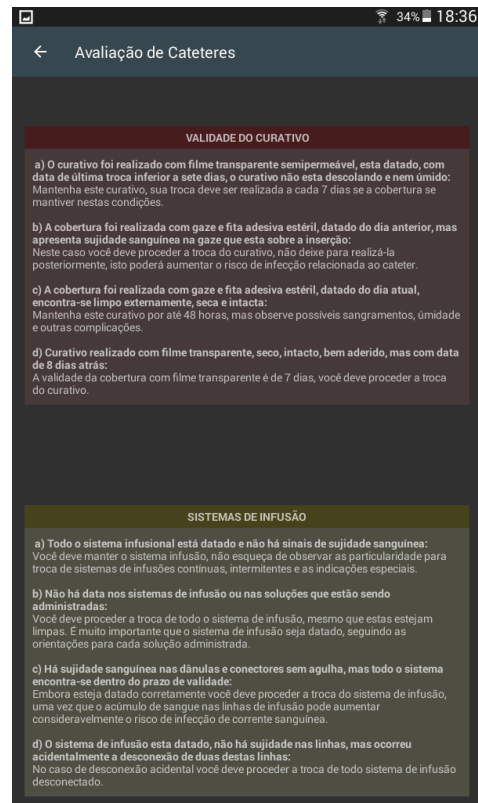 34% 18:36
Avaliação de Cateteres
VALIDADE DO CURATIVO
a) O curativo foi realizado com filme transparente semipermeável, esta datado, com
data de última troca inferior a sete dias, o curativo não esta descolando e nem úmido:
Mantenha este curativo, sua troca deve ser realizada a cada 7 dias se a cobertura se
mantiver nestas condições.
b) A cobertura foi realizada com gaze e fita adesiva estéril, datado do dia anterior, mas
apresenta sujidade sanguínea na gaze que esta sobre a inserção:
Neste caso você deve proceder a troca do curativo, não deixe para realizá-la
posteriormente, isto poderá aumentar o risco de infecção relacionada ao cateter.
c) A cobertura foi realizada com gaze e fita adesiva estéril, datado do dia atual,
encontra-se limpo externamente, seca e intacta:
Mantenha este curativo por até 48 horas, mas observe possíveis sangramentos, úmidade
e outras complicações.
d) Curativo realizado com filme transparente, seco, intacto, bem aderido, mas com data
de 8 dias atrás:
A validade da cobertura com filme transparente é de 7 dias, você deve proceder a troca
do curativo.
SISTEMAS DE INFUSÃO
a) Todo o sistema infusional está datado e não há sinais de sujidade sanguínea:
Você deve manter o sistema infusão, não esqueça de observar as particularidade para
troca de sistemas de infusões contínuas, intermitentes e as indicações especiais.
b) Não há data nos sistemas de infusão ou nas soluções que estão sendo
administradas:
Você deve proceder a troca de todo o sistema de infusão, mesmo que estas estejam
limpas. É muito importante que o sistema de infusão seja datado, seguindo as
orientações para cada solução administrada.
c) Há sujidade sanguínea nas dânulas e conectores sem agulha, mas todo o sistema
encontra-se dentro do prazo de validade:
Embora esteja datado corretamente você deve proceder a troca do sistema de infusão,
uma vez que o acúmulo de sangue nas linhas de infusão pode aumentar
consideravelmente o risco de infecção de corrente sanguínea.
d) O sistema de infusão esta datado, não há sujidade nas linhas, mas ocorreu
acidentalmente a desconexão de duas destas linhas:
No caso de desconexão acidental você deve proceder a troca de todo sistema de infusão
desconectado.